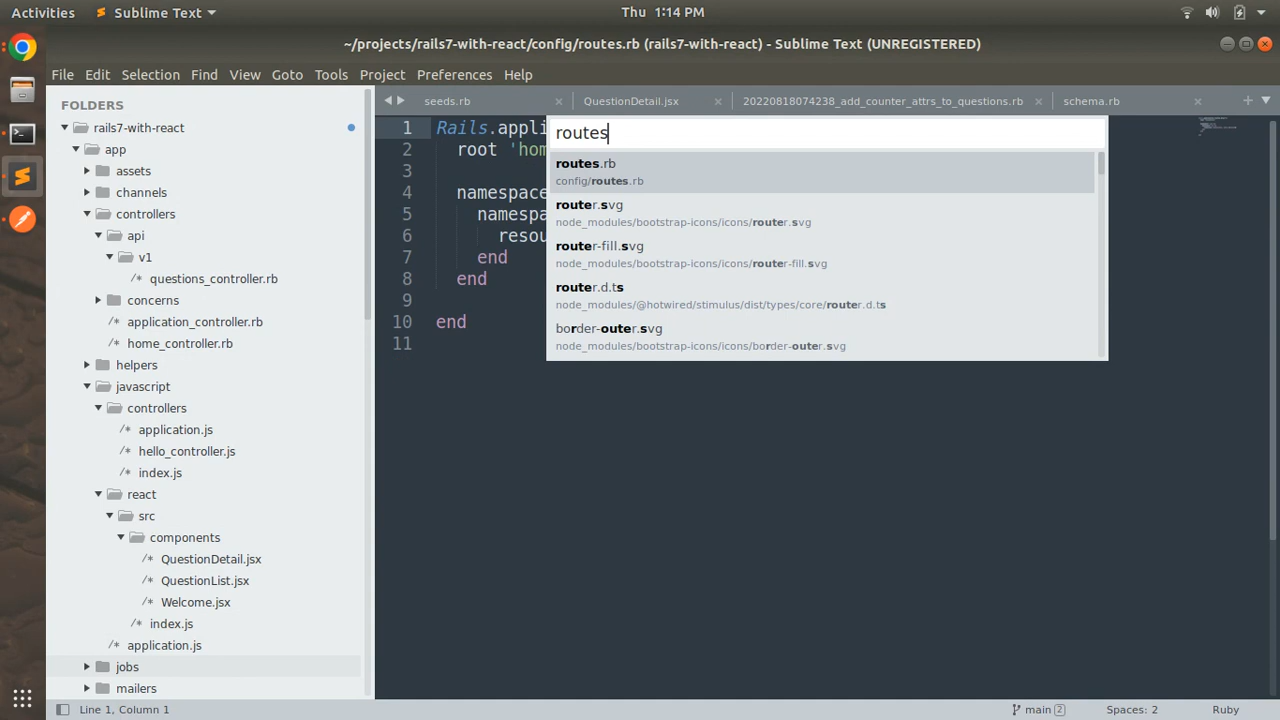 Activities
Sublime Text
Thu 1:14 PM
~/projects/rails7-with-react/config/routes.rb (rails7-with-react) - Sublime Text (UNREGISTERED)
File Edit Selection Find View Goto Tools Project Preferences Help
FOLDERS
rails7-with-react
app
assets
channels
controllers
api
v1
/* questions_controller.rb
concerns
/* application_controller.rb
/* home_controller.rb
helpers
javascript
controllers
/* application.js
/* hello_controller.js
/* index.js
react
src
components
/* QuestionDetail.jsx
/* QuestionList.jsx
/* Welcome.jsx
/* index.js
/* application.js
jobs
mailers
seeds.rb
QuestionDetail.jsx
20220818074238_add_counter_attrs_to_questions.rb
schema.rb
1 Rails.appli
2 root 'hom
3
4 namespace
5 namespa
6 resou
7 end
8 end
9
10 end
11
routes
routes.rb
config/routes.rb
router.svg
node_modules/bootstrap-icons/icons/router.svg
router-fill.svg
node_modules/bootstrap-icons/icons/router-fill.svg
router.d.ts
node_modules/@hotwired/stimulus/dist/types/core/router.d.ts
border-outer.svg
node_modules/bootstrap-icons/icons/border-outer.svg
Line 1, Column 1
main 2
Spaces: 2
Ruby